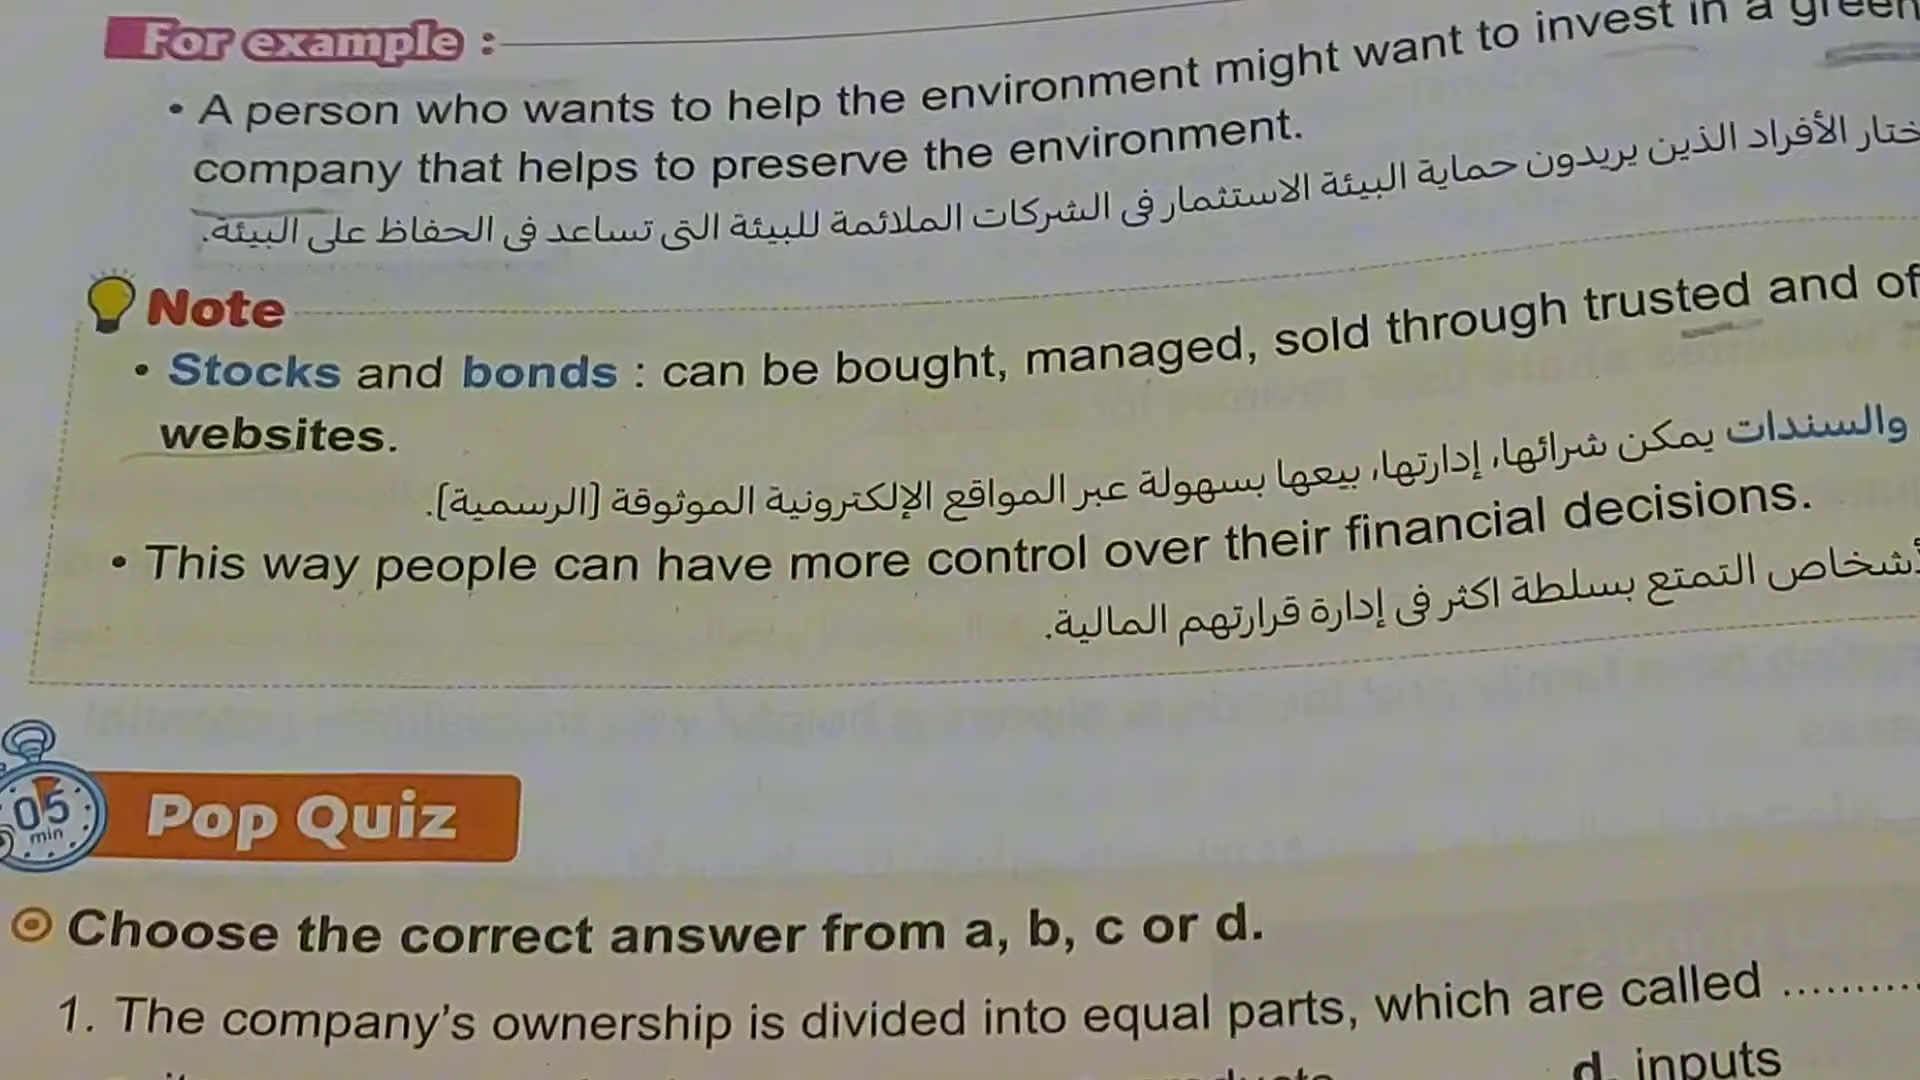 For example :
• A person who wants to help the environment might want to invest in a green
company that helps to preserve the environment.
الأفراد الذين يريدون حماية البيئة الاستثمار فى الشركات الملائمة للبيئة التى تساعد فى الحفاظ على البيئة.
Note
• Stocks and bonds : can be bought, managed, sold through trusted and
websites.
والسندات يمكن شرائها، إدارتها، بيعها بسهولة عبر المواقع الإلكترونية الموثوقة (الرسمية).
• This way people can have more control over their financial decisions.
التمتع بسلطة اكثر فى إدارة قرارتهم المالية.
05
min
Pop Quiz
Choose the correct answer from a, b, c or d.
1. The company's ownership is divided into equal parts, which are called ..........
d. inputs